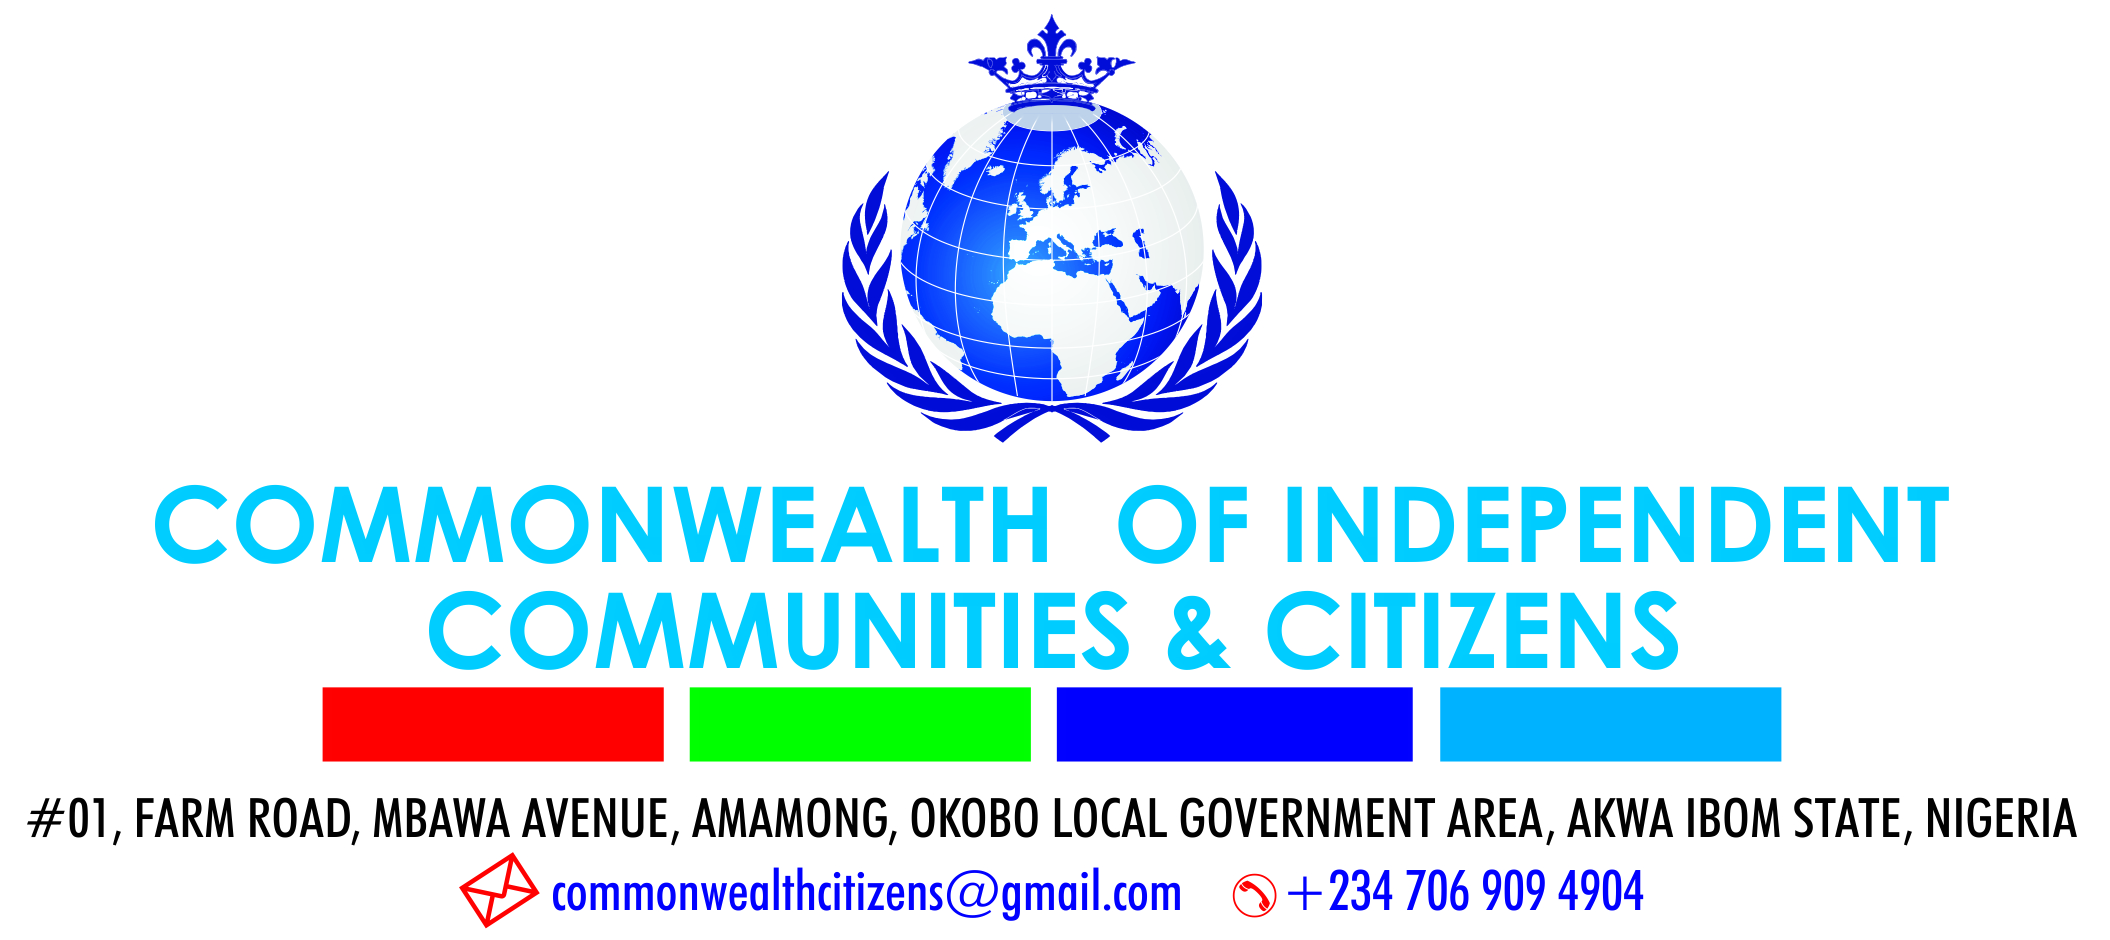 COMMONWEALTH OF INDEPENDENT
COMMUNITIES & CITIZENS
#01, FARM ROAD, MBAWA AVENUE, AMAMONG, OKOBO LOCAL GOVERNMENT AREA, AKWA IBOM STATE, NIGERIA
commonwealthcitizens@gmail.com +234 706 909 4904